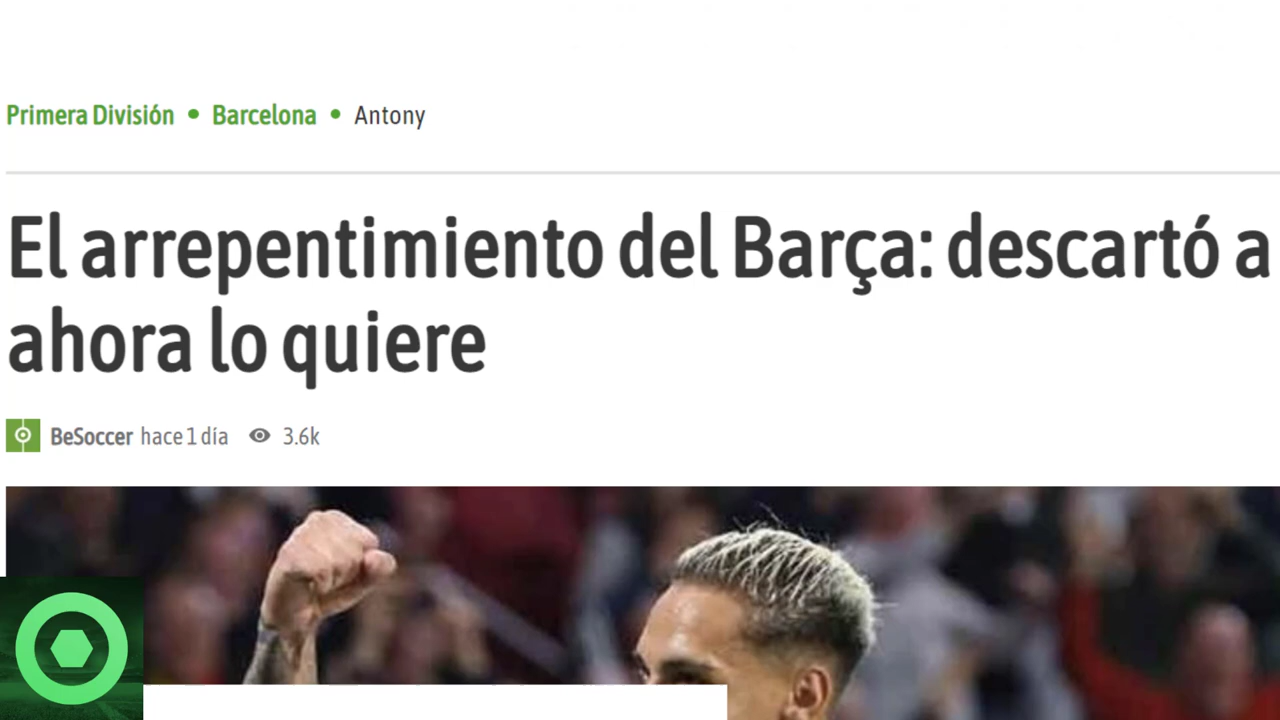 Primera División • Barcelona • Antony
El arrepentimiento del Barça: descartó a
ahora lo quiere
BeSoccer hace 1 día 3.6k